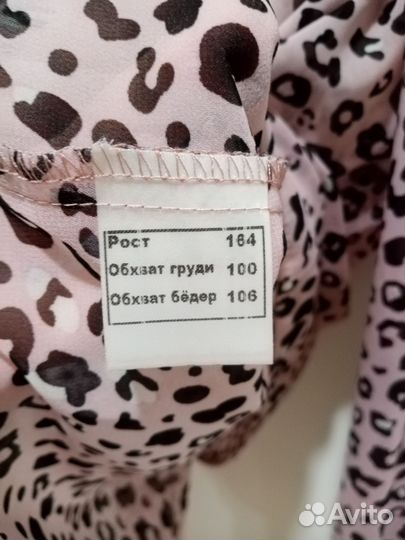 Рост 164
Обхват груди 100
Обхват бёдер 106
Avito